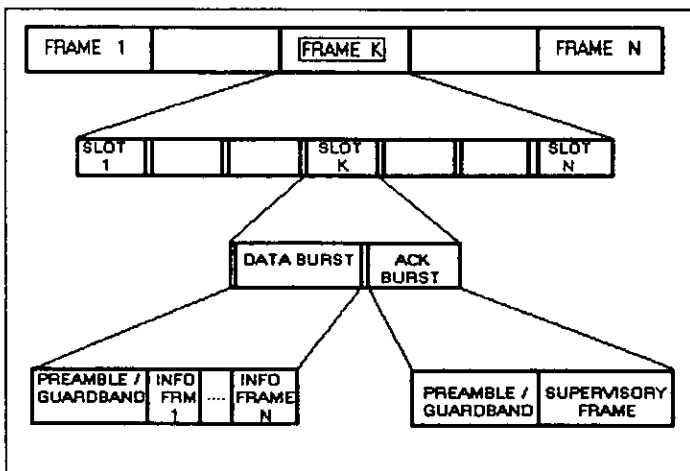 FRAME 1 FRAME K FRAME N
SLOT SLOT SLOT
1 K N
DATA BURST ACK
BURST
PREAMBLE / INFO INFO
GUARDBAND FRM .... FRAME
1 N
PREAMBLE / SUPERVISORY
GUARDBAND FRAME